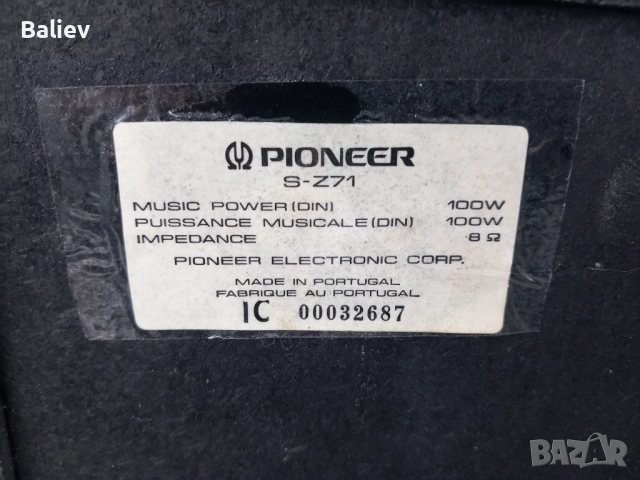 Baliev
PIONEER
S-Z71
MUSIC POWER (DIN) 100W
PUISSANCE MUSICALE (DIN) 100W
IMPEDANCE 8 Ω
PIONEER ELECTRONIC CORP.
MADE IN PORTUGAL
FABRIQUE AU PORTUGAL
IC 00032687
BAZAR